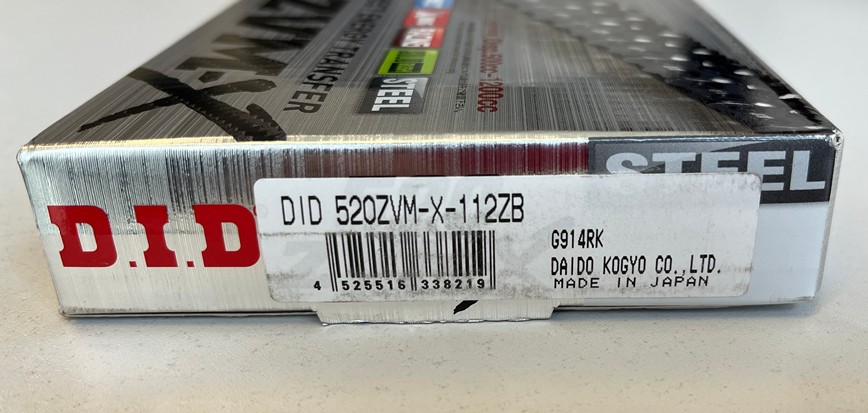 ZVM-X
TRANSFER
STEEL
STEEL
D.I.D
DID 520ZVM-X-112ZB
4 525516 338219
G914RK
DAIDO KOGYO CO.,LTD.
MADE IN JAPAN